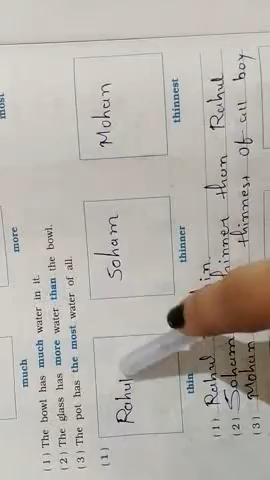 much more most
(1) The bowl has much water in it.
(2) The glass has more water than the bowl.
(3) The pot has the most water of all.
(1)
Rahul Soham Mohan
thin thinner thinnest
(1) Rahul
(2) Soham thinner than Rahul
(3) Mohan thinnest of all boy